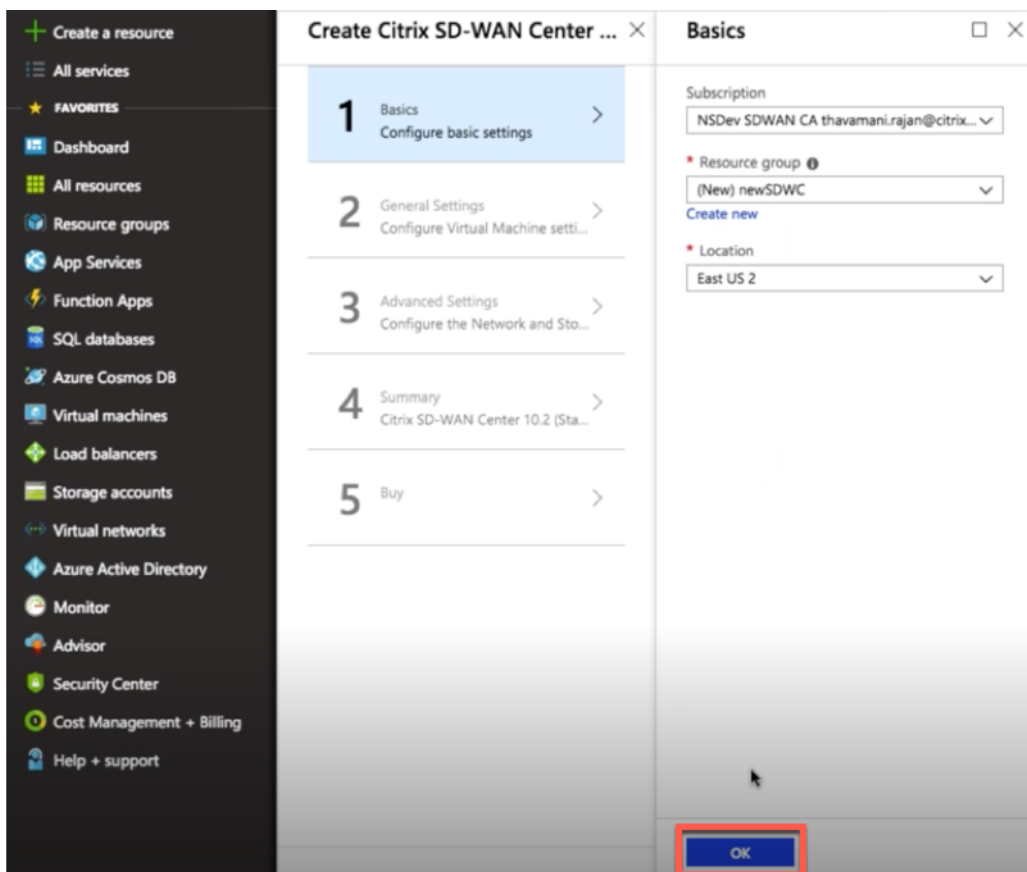 Create a resource
All services
FAVORITES
Dashboard
All resources
Resource groups
App Services
Function Apps
SQL databases
Azure Cosmos DB
Virtual machines
Load balancers
Storage accounts
Virtual networks
Azure Active Directory
Monitor
Advisor
Security Center
Cost Management + Billing
Help + support
Create Citrix SD-WAN Center ...
1
Basics
Configure basic settings
2
General Settings
Configure Virtual Machine setti...
3
Advanced Settings
Configure the Network and Sto...
4
Summary
Citrix SD-WAN Center 10.2 (Sta...
5
Buy
Basics
Subscription
NSDev SDWAN CA thavamani.rajan@citrix...
* Resource group
(New) newSDWC
Create new
* Location
East US 2
OK